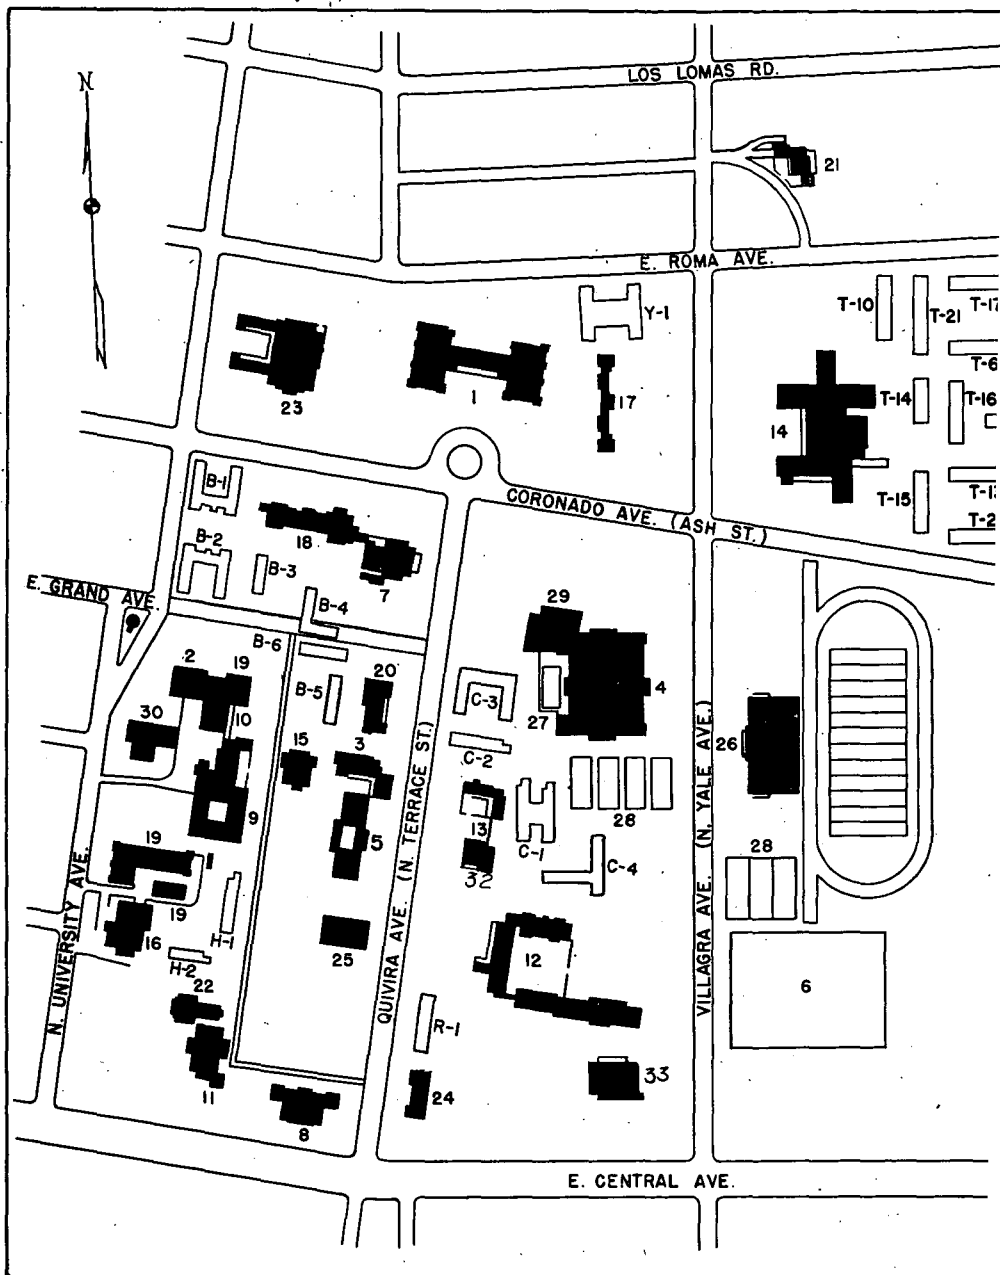 N
LOS LOMAS RD.
21
E. ROMA AVE.
Y-1
T-10
T-21
T-17
T-6
23
1
17
14
T-14
T-16
T-15
B-1
CORONADO AVE. (ASH ST.)
18
B-2
B-3
7
E. GRAND AVE.
B-4
29
B-6
2
19
20
B-5
C-3
4
27
30
10
15
3
C-2
26
13
28
9
5
C-1
32
19
C-4
28
19
16
H-1
H-2
25
12
6
22
R-1
N. UNIVERSITY AVE.
QUIVIRA AVE. (N. TERRACE ST.)
VILLAGRA AVE. (N. YALE AVE.)
11
24
33
8
E. CENTRAL AVE.